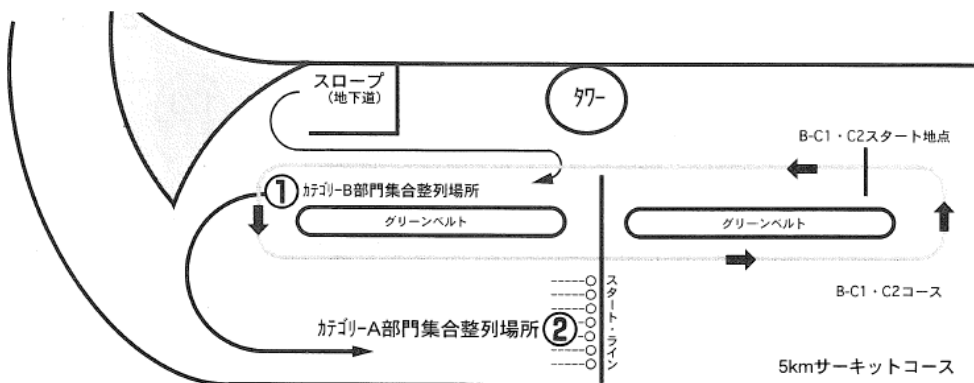 スロープ
(地下道)
タワー
B-C1・C2スタート地点
①カテゴリーB部門集合整列場所
グリーンベルト
グリーンベルト
スタート・ライン
B-C1・C2コース
カテゴリーA部門集合整列場所②
5kmサーキットコース